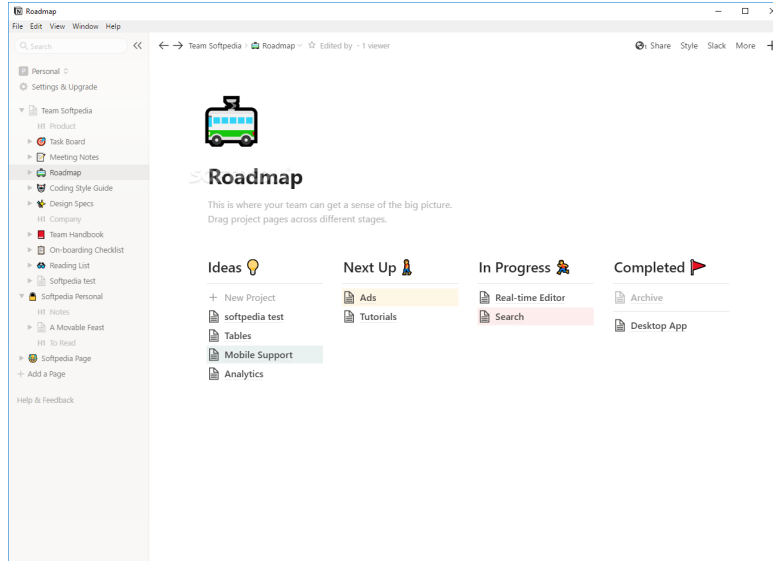 Roadmap
File Edit View Window Help
Search
Team Softpedia Roadmap Edited by - 1 viewer
1 Share Style Slack More
P Personal
Settings & Upgrade
Team Softpedia
H1 Product
Task Board
Meeting Notes
Roadmap
Coding Style Guide
Design Specs
H1 Company
Team Handbook
On-boarding Checklist
Reading List
Softpedia test
Softpedia Personal
H1 Notes
A Movable Feast
H1 To Read
Softpedia Page
+ Add a Page
Help & Feedback
Roadmap
This is where your team can get a sense of the big picture.
Drag project pages across different stages.
Ideas
+ New Project
softpedia test
Tables
Mobile Support
Analytics
Next Up
Ads
Tutorials
In Progress
Real-time Editor
Search
Completed
Archive
Desktop App